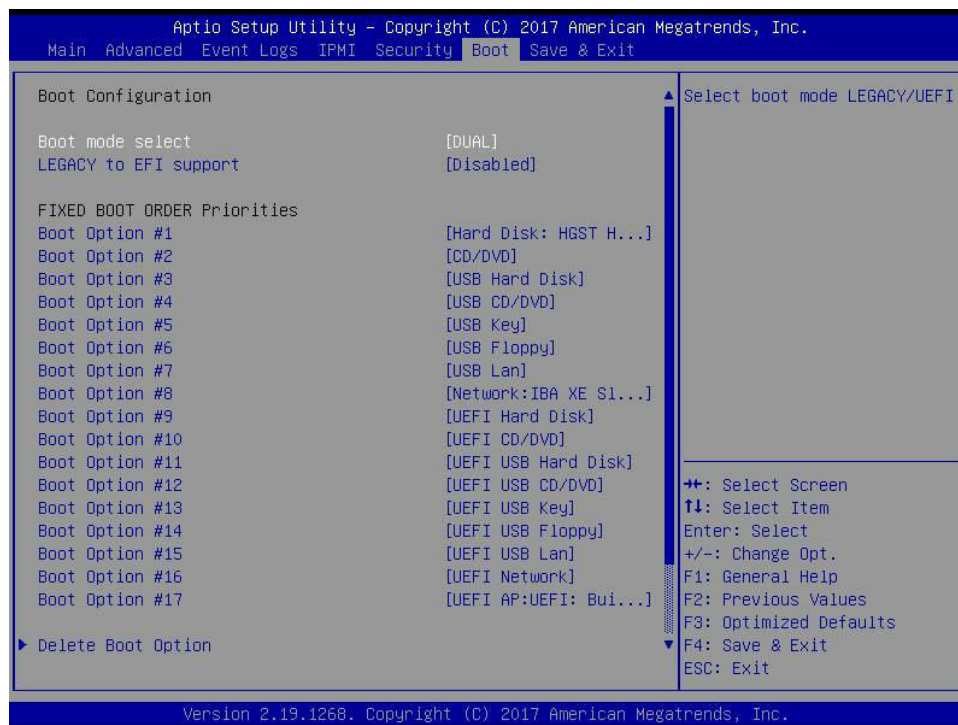 Aptio Setup Utility – Copyright (C) 2017 American Megatrends, Inc.
Main Advanced Event Logs IPMI Security Boot Save & Exit
Boot Configuration
Boot mode select [DUAL]
LEGACY to EFI support [Disabled]
FIXED BOOT ORDER Priorities
Boot Option #1 [Hard Disk: HGST H...]
Boot Option #2 [CD/DVD]
Boot Option #3 [USB Hard Disk]
Boot Option #4 [USB CD/DVD]
Boot Option #5 [USB Key]
Boot Option #6 [USB Floppy]
Boot Option #7 [USB Lan]
Boot Option #8 [Network:IBA XE Sl...]
Boot Option #9 [UEFI Hard Disk]
Boot Option #10 [UEFI CD/DVD]
Boot Option #11 [UEFI USB Hard Disk]
Boot Option #12 [UEFI USB CD/DVD]
Boot Option #13 [UEFI USB Key]
Boot Option #14 [UEFI USB Floppy]
Boot Option #15 [UEFI USB Lan]
Boot Option #16 [UEFI Network]
Boot Option #17 [UEFI AP:UEFI: Bui...]
Delete Boot Option
Select boot mode LEGACY/UEFI
→←: Select Screen
↑↓: Select Item
Enter: Select
+/-: Change Opt.
F1: General Help
F2: Previous Values
F3: Optimized Defaults
F4: Save & Exit
ESC: Exit
Version 2.19.1268. Copyright (C) 2017 American Megatrends, Inc.